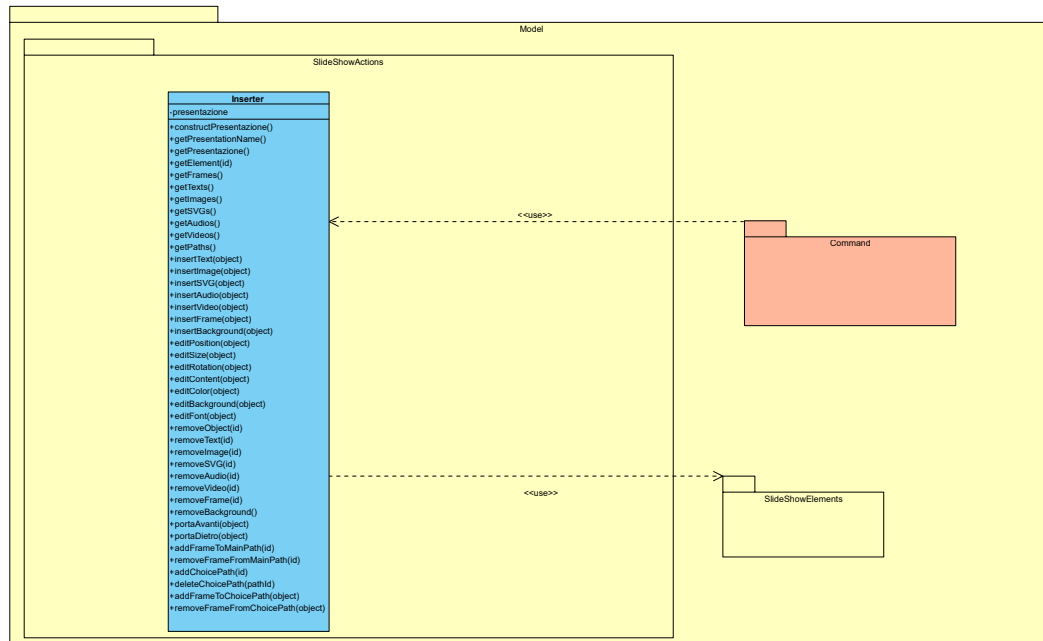 Model
SlideShowActions
Inserter
-presentazione
+constructPresentazione()
+getPresentationName()
+getPresentazione()
+getElement(id)
+getFrames()
+getTexts()
+getImages()
+getSVGs()
+getAudios()
+getVideos()
+getPaths()
+insertText(object)
+insertImage(object)
+insertSVG(object)
+insertAudio(object)
+insertVideo(object)
+insertFrame(object)
+insertBackground(object)
+editPosition(object)
+editSize(object)
+editRotation(object)
+editContent(object)
+editColor(object)
+editBackground(object)
+editFont(object)
+removeObject(id)
+removeText(id)
+removeImage(id)
+removeSVG(id)
+removeAudio(id)
+removeVideo(id)
+removeFrame(id)
+removeBackground()
+portaAvanti(object)
+portaDietro(object)
+addFrameToMainPath(id)
+removeFrameFromMainPath(id)
+addChoicePath(id)
+deleteChoicePath(pathId)
+addFrameToChoicePath(object)
+removeFrameFromChoicePath(object)
<<use>>
Command
<<use>>
SlideShowElements